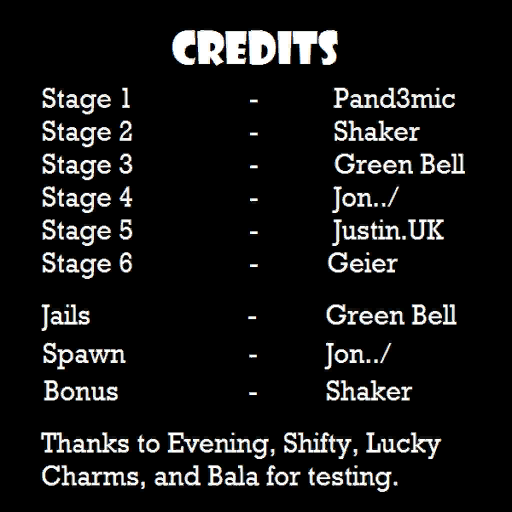 CREDITS
Stage 1 - Pand3mic
Stage 2 - Shaker
Stage 3 - Green Bell
Stage 4 - Jon../
Stage 5 - Justin.UK
Stage 6 - Geier
Jails - Green Bell
Spawn - Jon../
Bonus - Shaker
Thanks to Evening, Shifty, Lucky
Charms, and Bala for testing.